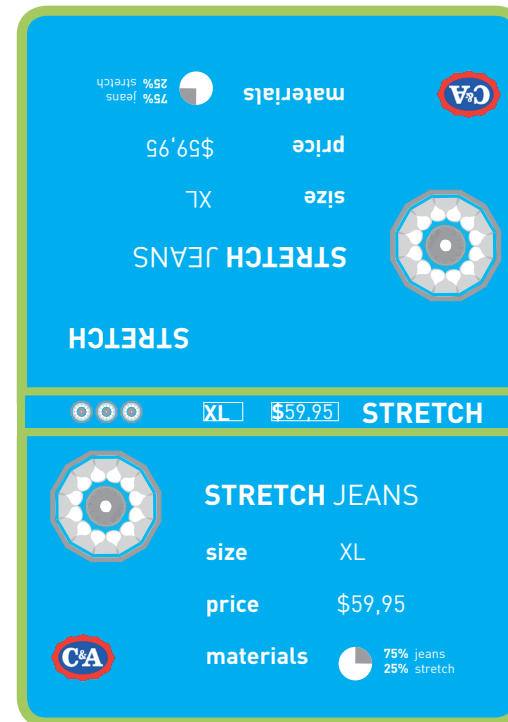 STRETCH
STRETCH JEANS
size XL
price $59,95
C&A materials 75% jeans
25% stretch
XL $59,95 STRETCH
STRETCH JEANS
size XL
price $59,95
C&A materials 75% jeans
25% stretch